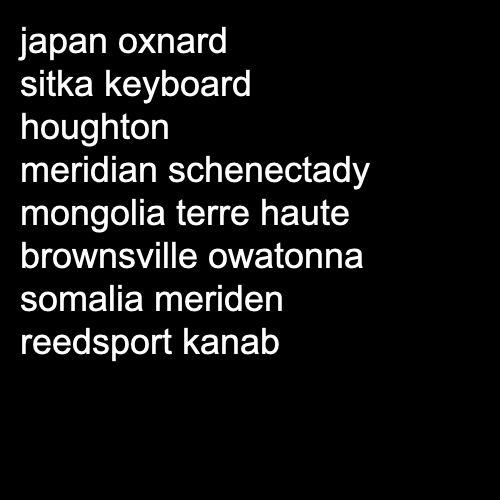 japan oxnard
sitka keyboard
houghton
meridian schenectady
mongolia terre haute
brownsville owatonna
somalia meriden
reedsport kanab